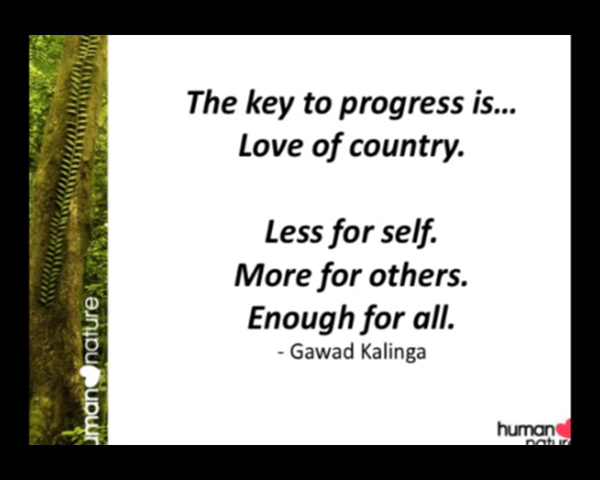 The key to progress is...
Love of country.
Less for self.
More for others.
Enough for all.
- Gawad Kalinga
human nature
human
nature